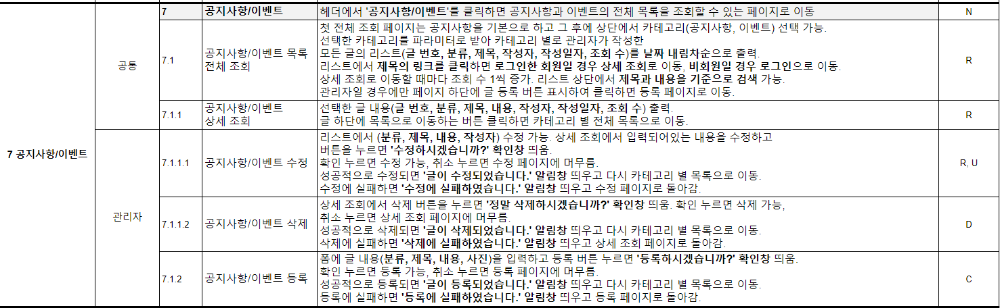 7 공지사항/이벤트
공통
7
공지사항/이벤트
헤더에서 '공지사항/이벤트'를 클릭하면 공지사항과 이벤트의 전체 목록을 조회할 수 있는 페이지로 이동
N
7.1
공지사항/이벤트 목록
전체 조회
첫 전체 조회 페이지는 공지사항을 기본으로 하고 그 후에 상단에서 카테고리(공지사항, 이벤트) 선택 가능.
선택한 카테고리를 파라미터로 받아 카테고리 별로 관리자가 작성한
모든 글의 리스트(글 번호, 분류, 제목, 작성자, 작성일자, 조회 수)를 날짜 내림차순으로 출력.
리스트에서 제목의 링크를 클릭하면 로그인한 회원일 경우 상세 조회로 이동, 비회원일 경우 로그인으로 이동.
상세 조회로 이동할 때마다 조회 수 1씩 증가. 리스트 상단에서 제목과 내용을 기준으로 검색 가능.
관리자일 경우에만 페이지 하단에 글 등록 버튼 표시하여 클릭하면 등록 페이지로 이동.
R
7.1.1
공지사항/이벤트
상세 조회
선택한 글 내용(글 번호, 분류, 제목, 내용, 작성자, 작성일자, 조회 수) 출력.
글 하단에 목록으로 이동하는 버튼 클릭하면 카테고리 별 전체 목록으로 이동.
R
관리자
7.1.1.1
공지사항/이벤트 수정
리스트에서 (분류, 제목, 내용, 작성자) 수정 가능. 상세 조회에서 입력되어있는 내용을 수정하고
버튼을 누르면 '수정하시겠습니까?' 확인창 띄움.
확인 누르면 수정 가능, 취소 누르면 수정 페이지에 머무름.
성공적으로 수정되면 '글이 수정되었습니다.' 알림창 띄우고 다시 카테고리 별 목록으로 이동.
수정에 실패하면 '수정에 실패하였습니다.' 알림창 띄우고 수정 페이지로 돌아감.
R, U
7.1.1.2
공지사항/이벤트 삭제
상세 조회에서 삭제 버튼을 누르면 '정말 삭제하시겠습니까?' 확인창 띄움. 확인 누르면 삭제 가능,
취소 누르면 상세 조회 페이지에 머무름.
성공적으로 삭제되면 '글이 삭제되었습니다.' 알림창 띄우고 다시 카테고리 별 목록으로 이동.
삭제에 실패하면 '삭제에 실패하였습니다.' 알림창 띄우고 상세 조회 페이지로 돌아감.
D
7.1.2
공지사항/이벤트 등록
폼에 글 내용(분류, 제목, 내용, 사진)을 입력하고 등록 버튼 누르면 '등록하시겠습니까?' 확인창 띄움.
확인 누르면 등록 가능, 취소 누르면 등록 페이지에 머무름.
성공적으로 등록되면 '글이 등록되었습니다.' 알림창 띄우고 다시 카테고리 별 목록으로 이동.
등록에 실패하면 '등록에 실패하였습니다.' 알림창 띄우고 등록 페이지로 돌아감.
C